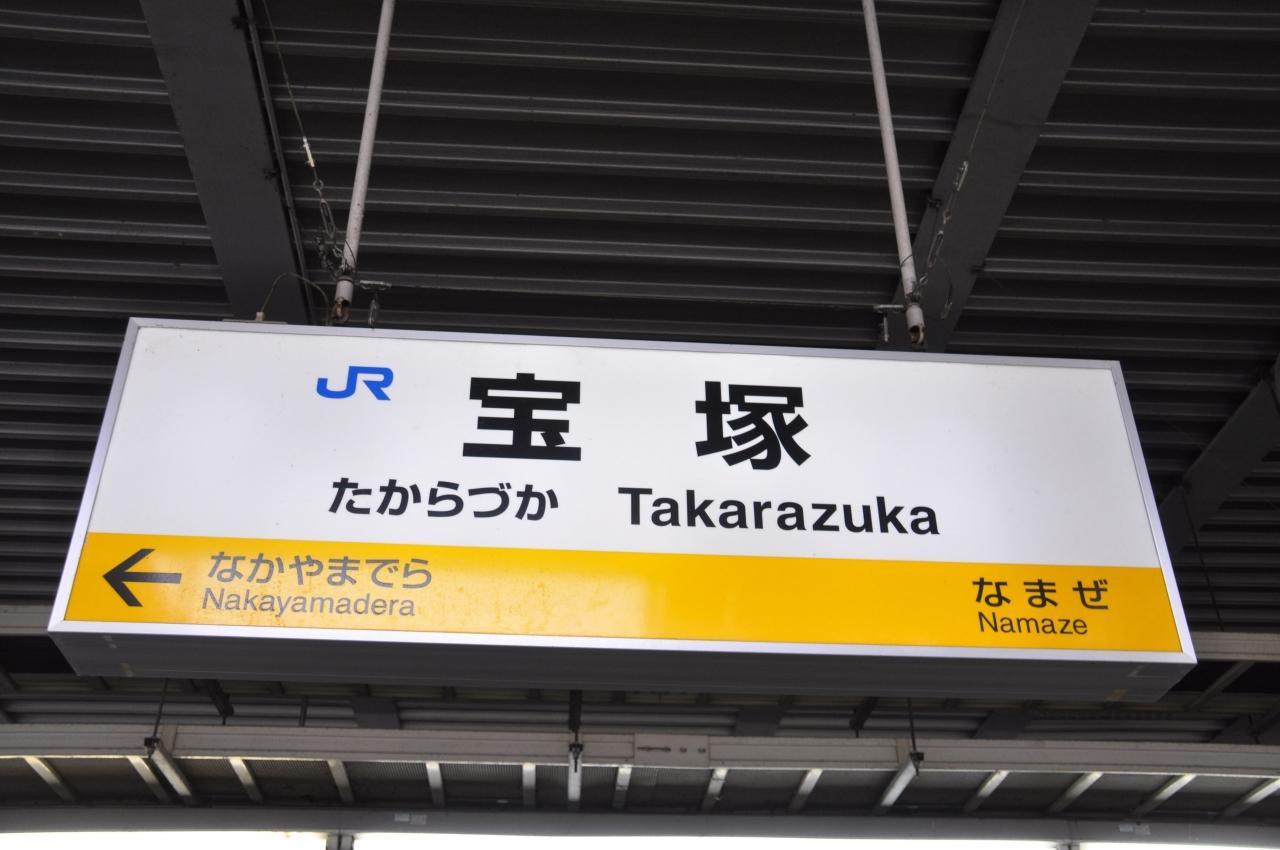 JR 宝塚
たからづか Takarazuka
← なかやまでら
Nakayamadera
なまぜ
Namaze